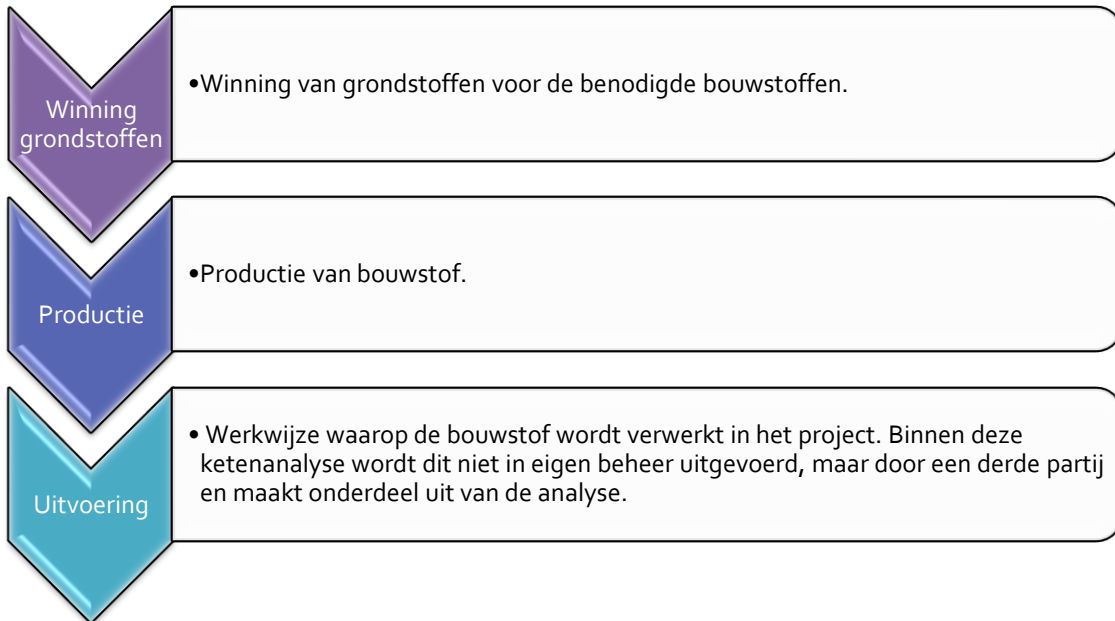 Winning
grondstoffen
•Winning van grondstoffen voor de benodigde bouwstoffen.
Productie
•Productie van bouwstof.
Uitvoering
• Werkwijze waarop de bouwstof wordt verwerkt in het project. Binnen deze
ketenanalyse wordt dit niet in eigen beheer uitgevoerd, maar door een derde partij
en maakt onderdeel uit van de analyse.